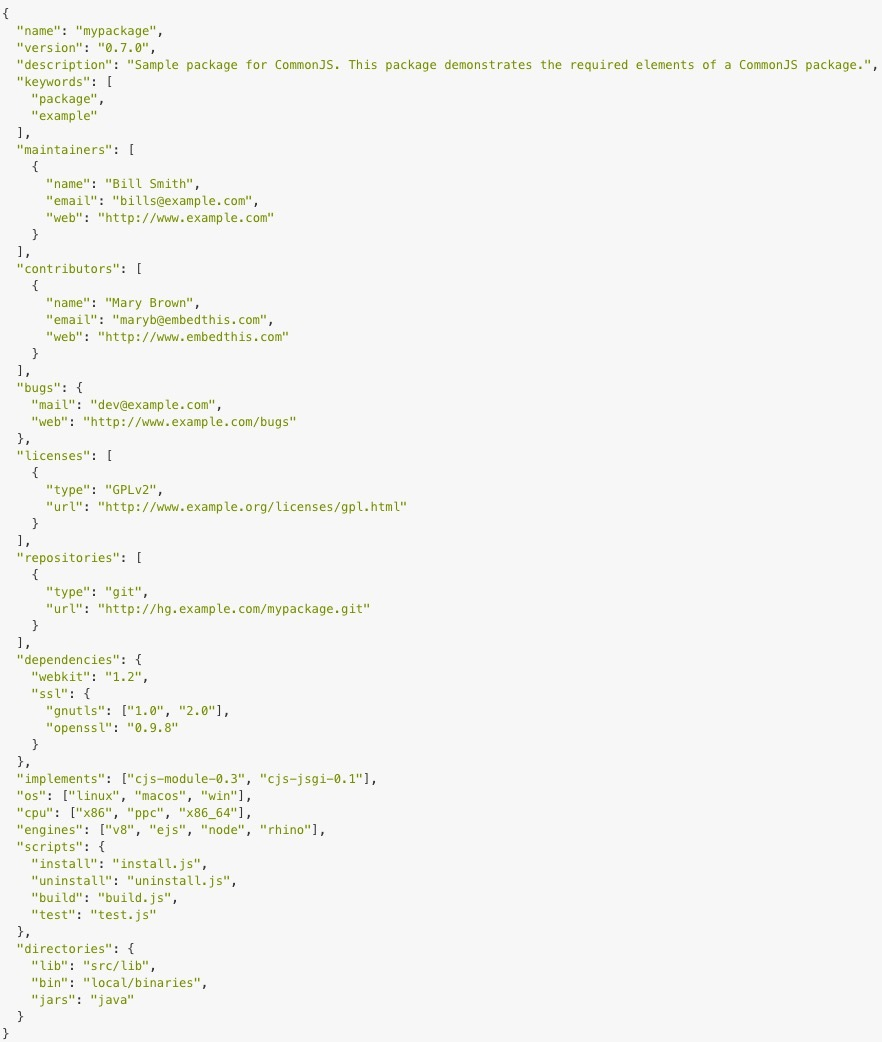 {
  "name": "mypackage",
  "version": "0.7.0",
  "description": "Sample package for CommonJS. This package demonstrates the required elements of a CommonJS package.",
  "keywords": [
    "package",
    "example"
  ],
  "maintainers": [
    {
      "name": "Bill Smith",
      "email": "bills@example.com",
      "web": "http://www.example.com"
    }
  ],
  "contributors": [
    {
      "name": "Mary Brown",
      "email": "maryb@embedthis.com",
      "web": "http://www.embedthis.com"
    }
  ],
  "bugs": {
    "mail": "dev@example.com",
    "web": "http://www.example.com/bugs"
  },
  "licenses": [
    {
      "type": "GPLv2",
      "url": "http://www.example.org/licenses/gpl.html"
    }
  ],
  "repositories": [
    {
      "type": "git",
      "url": "http://hg.example.com/mypackage.git"
    }
  ],
  "dependencies": {
    "webkit": "1.2",
    "ssl": {
      "gnutls": ["1.0", "2.0"],
      "openssl": "0.9.8"
    }
  },
  "implements": ["cjs-module-0.3", "cjs-jsgi-0.1"],
  "os": ["linux", "macos", "win"],
  "cpu": ["x86", "ppc", "x86_64"],
  "engines": ["v8", "ejs", "node", "rhino"],
  "scripts": {
    "install": "install.js",
    "uninstall": "uninstall.js",
    "build": "build.js",
    "test": "test.js"
  },
  "directories": {
    "lib": "src/lib",
    "bin": "local/binaries",
    "jars": "java"
  }
}